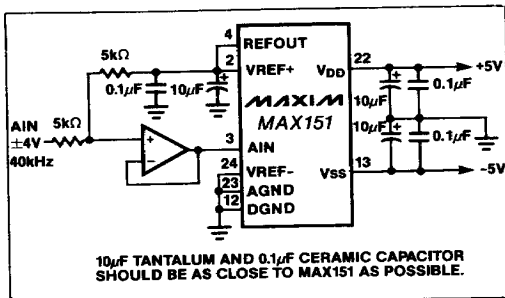 4
REFOUT
5kΩ
2
VREF+
VDD
22
+5V
0.1µF
10µF
+
+
10µF
0.1µF
MAXIM
MAX151
AIN
±4V
40kHz
5kΩ
+
−
3
AIN
10µF
+
0.1µF
24
VREF-
23
AGND
12
DGND
VSS
13
−5V
10µF TANTALUM AND 0.1µF CERAMIC CAPACITOR
SHOULD BE AS CLOSE TO MAX151 AS POSSIBLE.